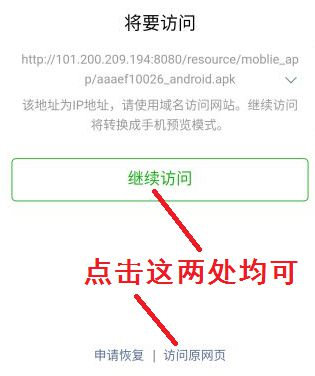 将要访问
http://101.200.209.194:8080/resource/moblie_ap
p/aaaef10026_android.apk
该地址为IP地址，请使用域名访问网站。继续访问
将转换成手机预览模式。
继续访问
点击这两处均可
申请恢复 | 访问原网页